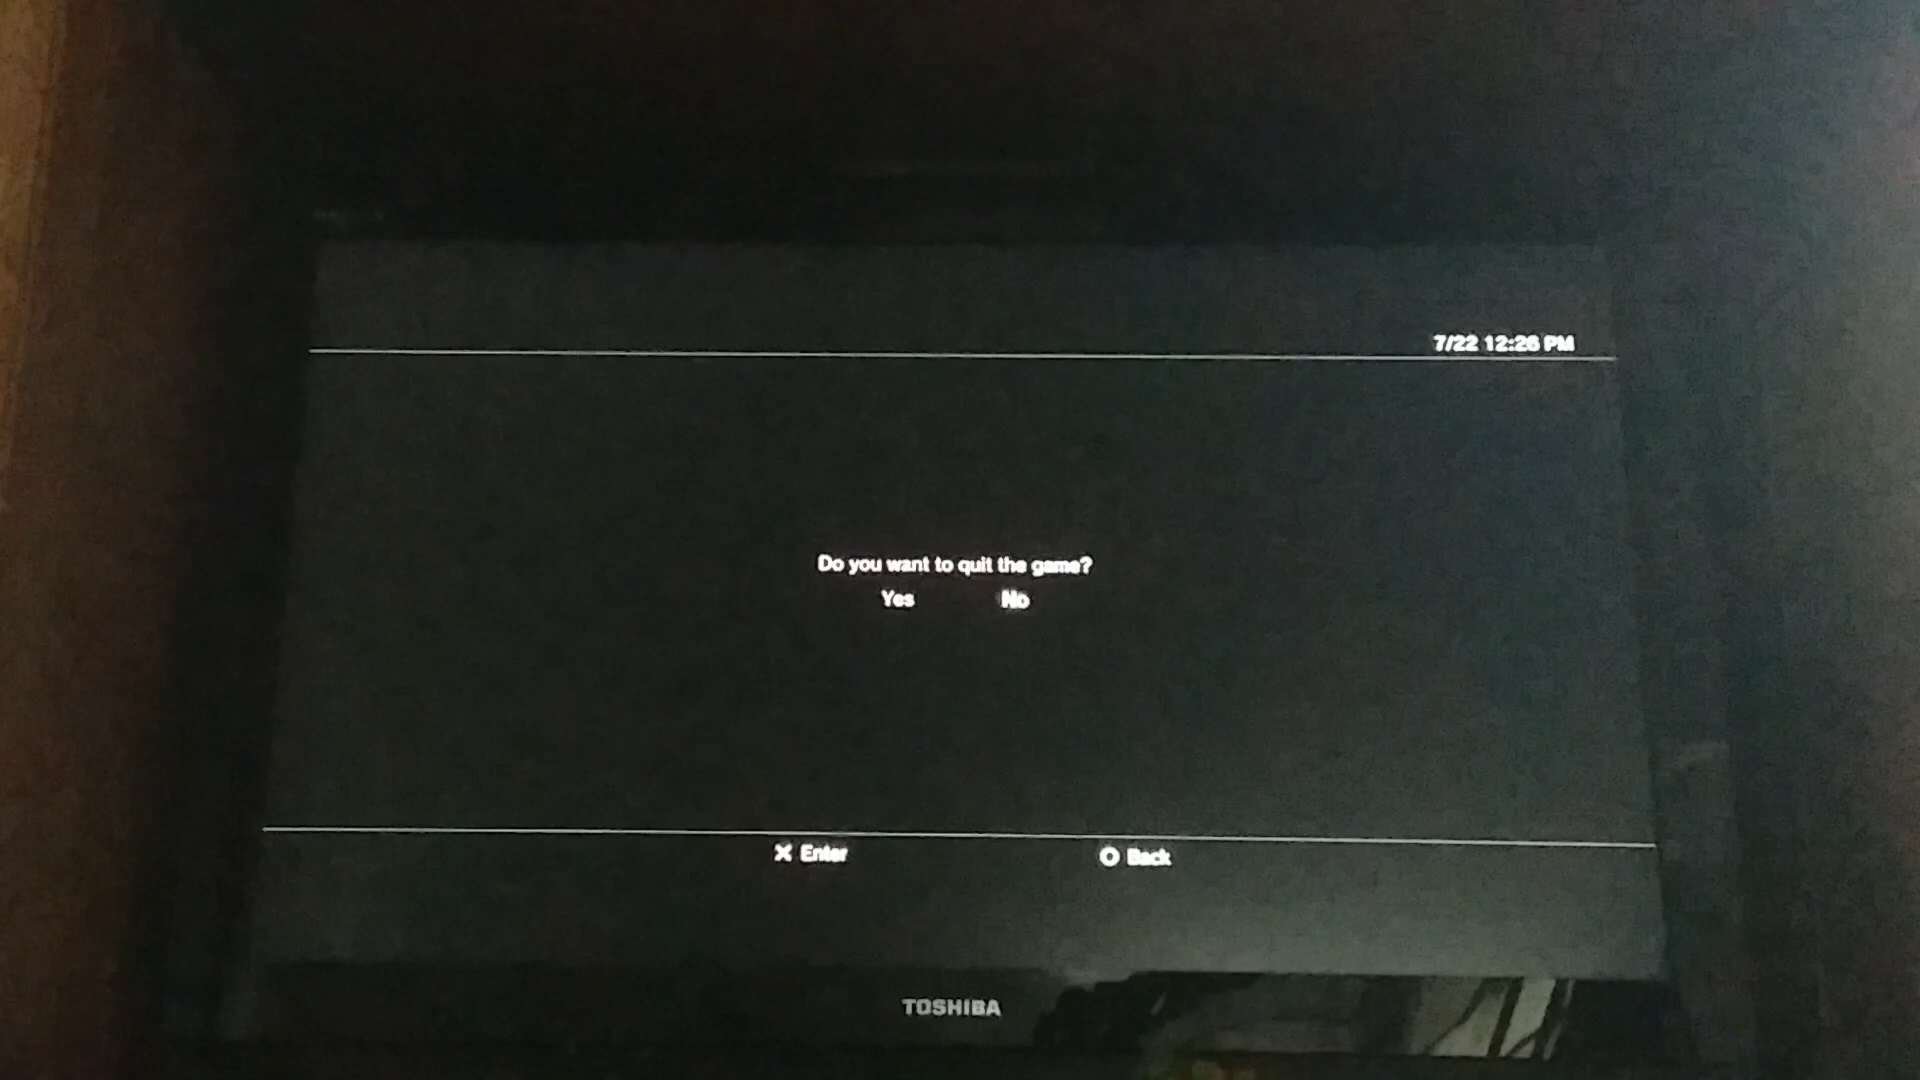 7/22 12:26 PM
Do you want to quit the game?
Yes No
X Enter O Back
TOSHIBA